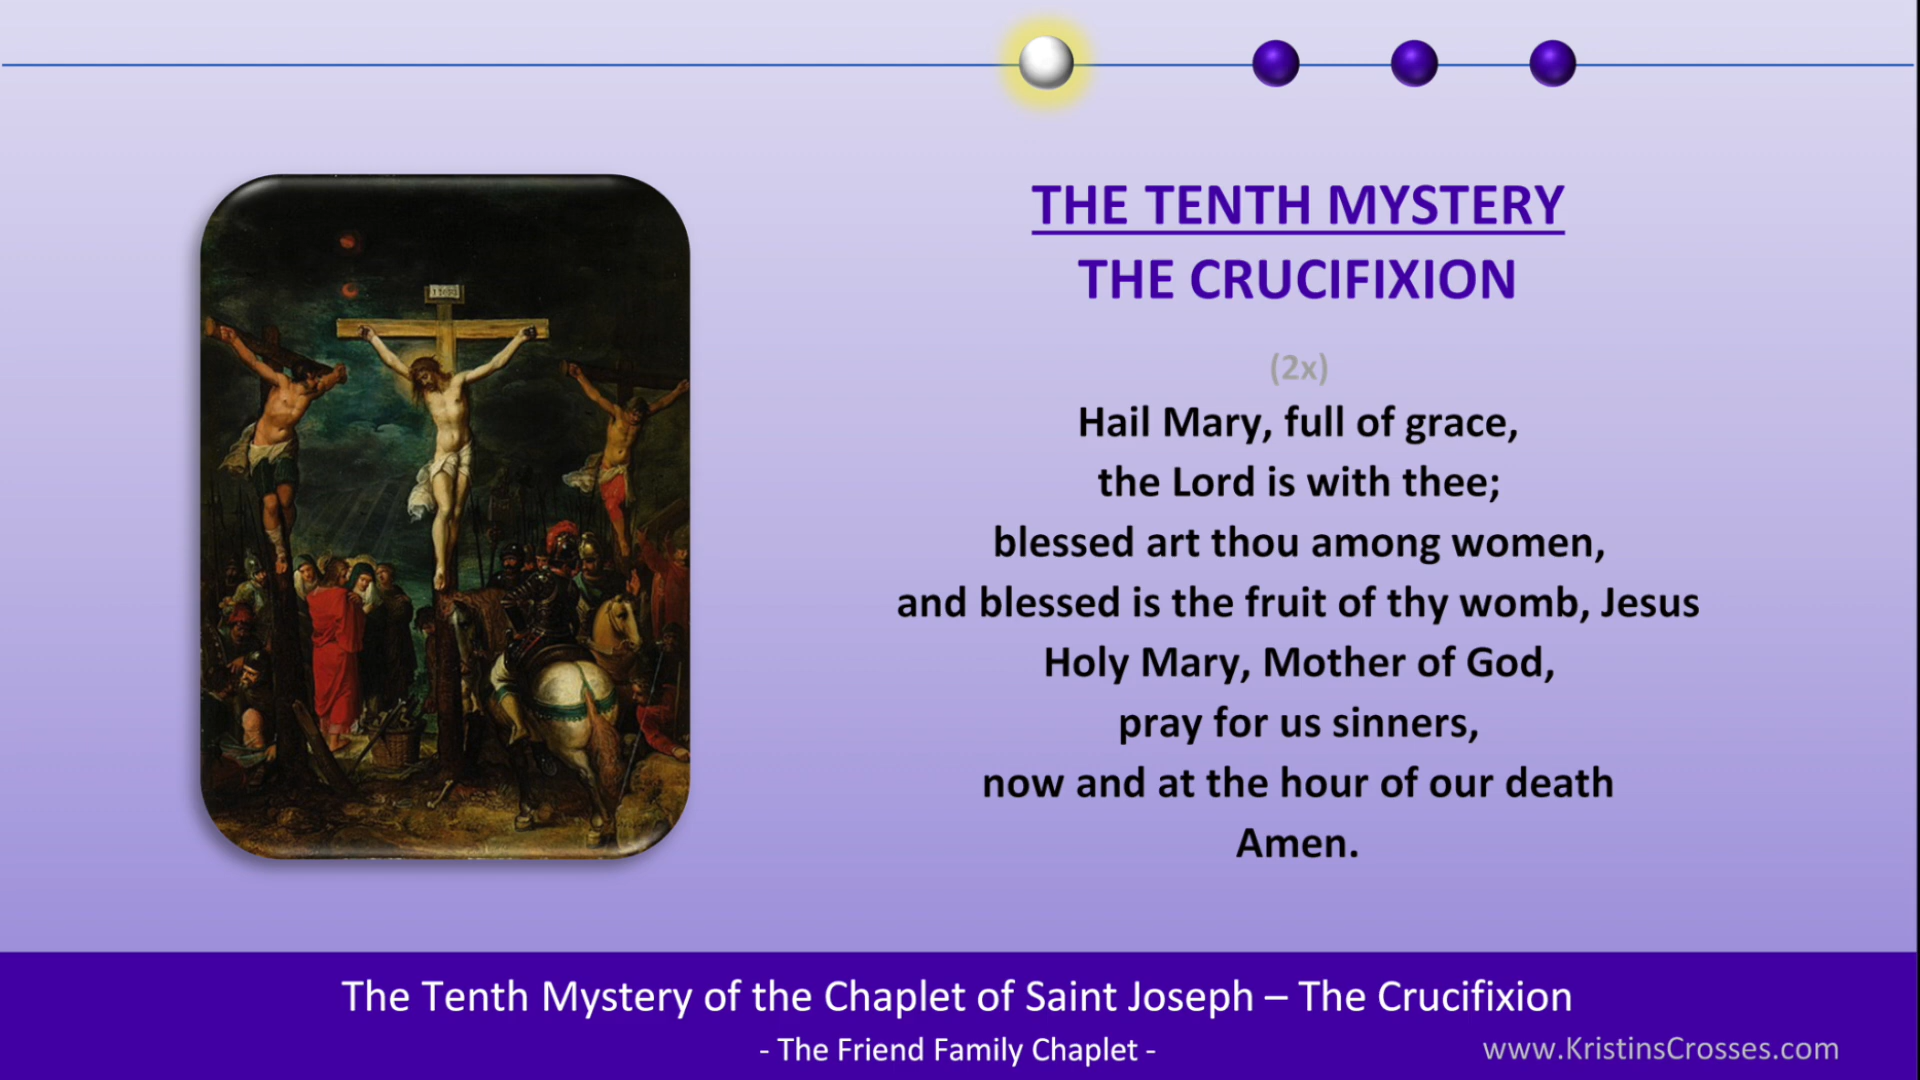 THE TENTH MYSTERY
THE CRUCIFIXION
(2x)
Hail Mary, full of grace,
the Lord is with thee;
blessed art thou among women,
and blessed is the fruit of thy womb, Jesus
Holy Mary, Mother of God,
pray for us sinners,
now and at the hour of our death
Amen.
The Tenth Mystery of the Chaplet of Saint Joseph – The Crucifixion
- The Friend Family Chaplet -
www.KristinsCrosses.com